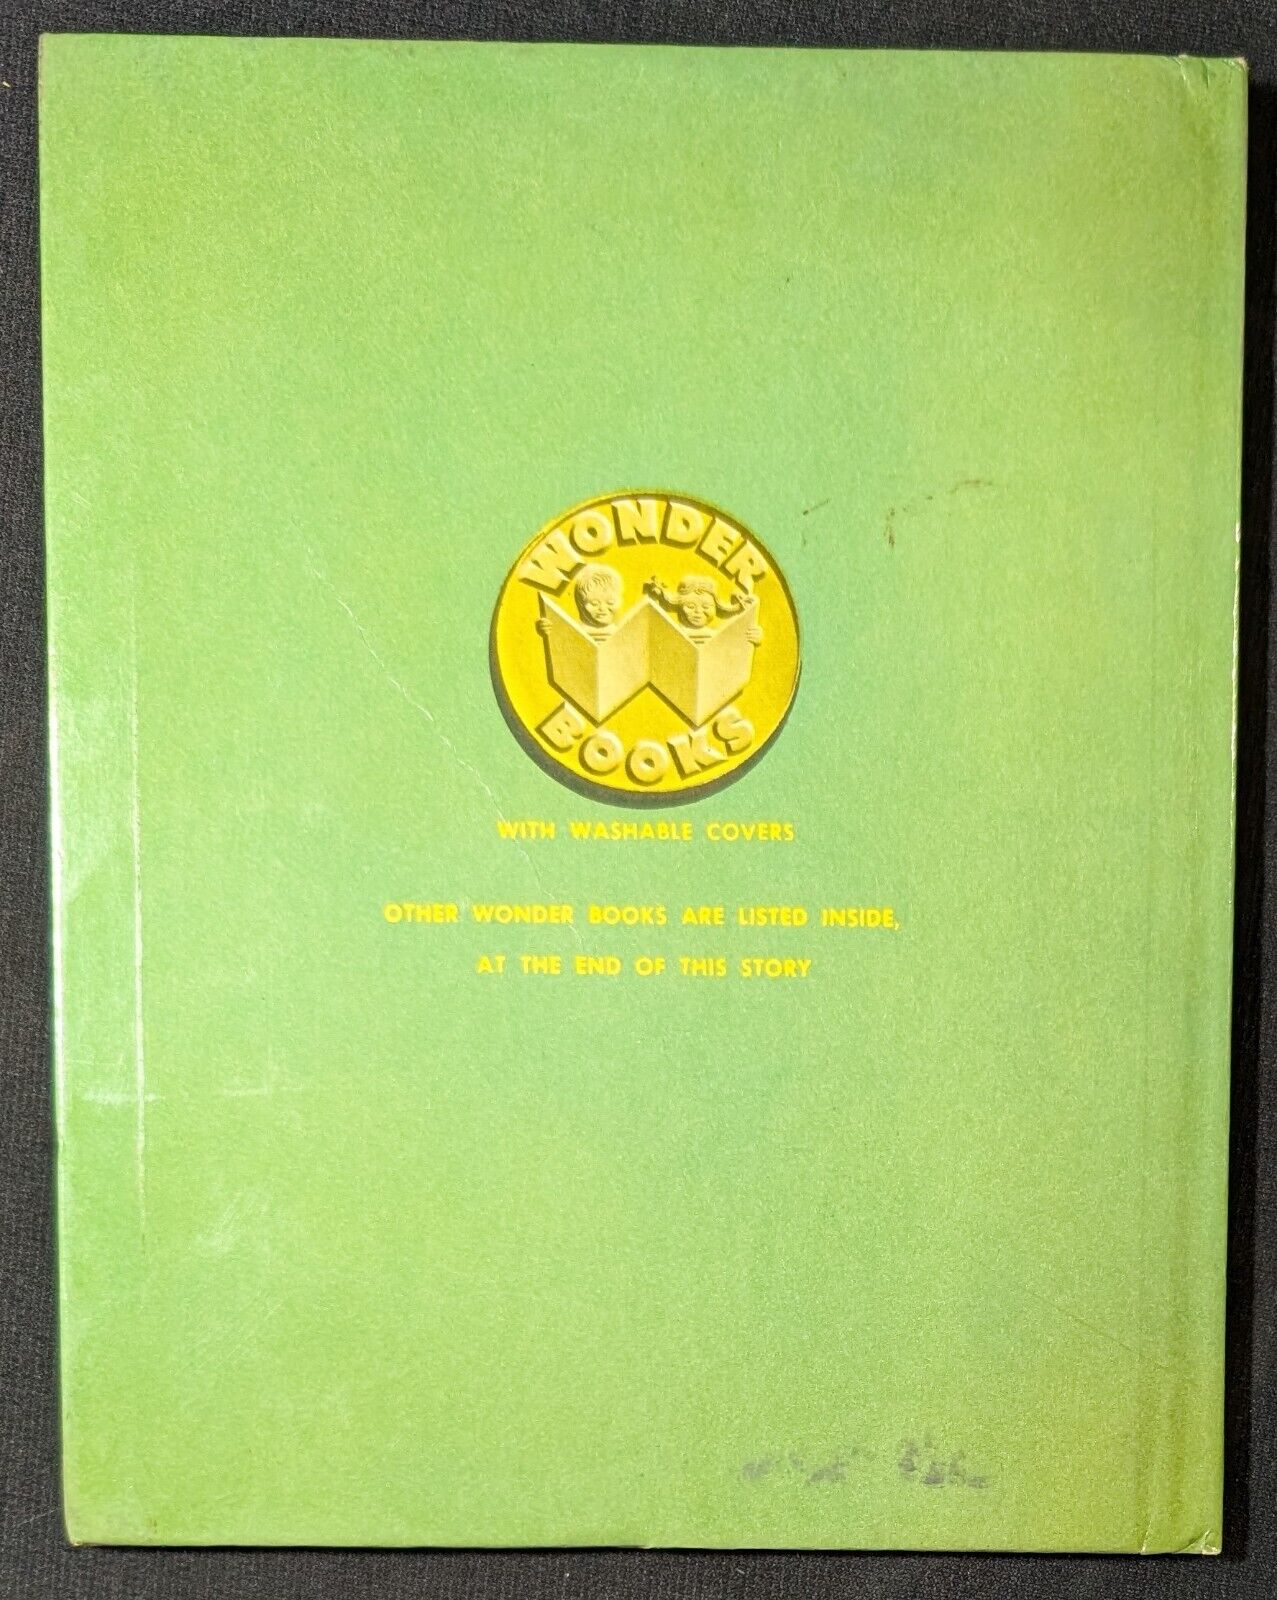 WONDER
BOOKS
WITH WASHABLE COVERS
OTHER WONDER BOOKS ARE LISTED INSIDE,
AT THE END OF THIS STORY